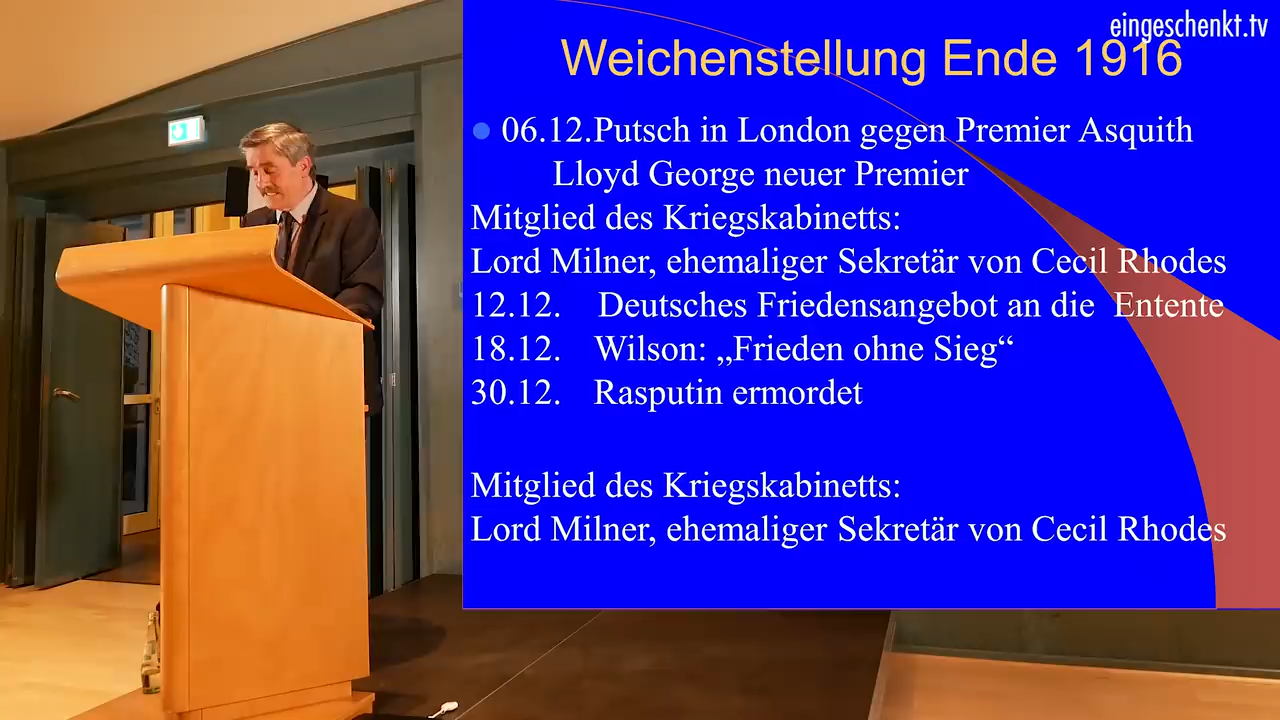 eingeschenkt.tv
Weichenstellung Ende 1916
06.12.Putsch in London gegen Premier Asquith
Lloyd George neuer Premier
Mitglied des Kriegskabinetts:
Lord Milner, ehemaliger Sekretär von Cecil Rhodes
12.12. Deutsches Friedensangebot an die Entente
18.12. Wilson: „Frieden ohne Sieg“
30.12. Rasputin ermordet
Mitglied des Kriegskabinetts:
Lord Milner, ehemaliger Sekretär von Cecil Rhodes